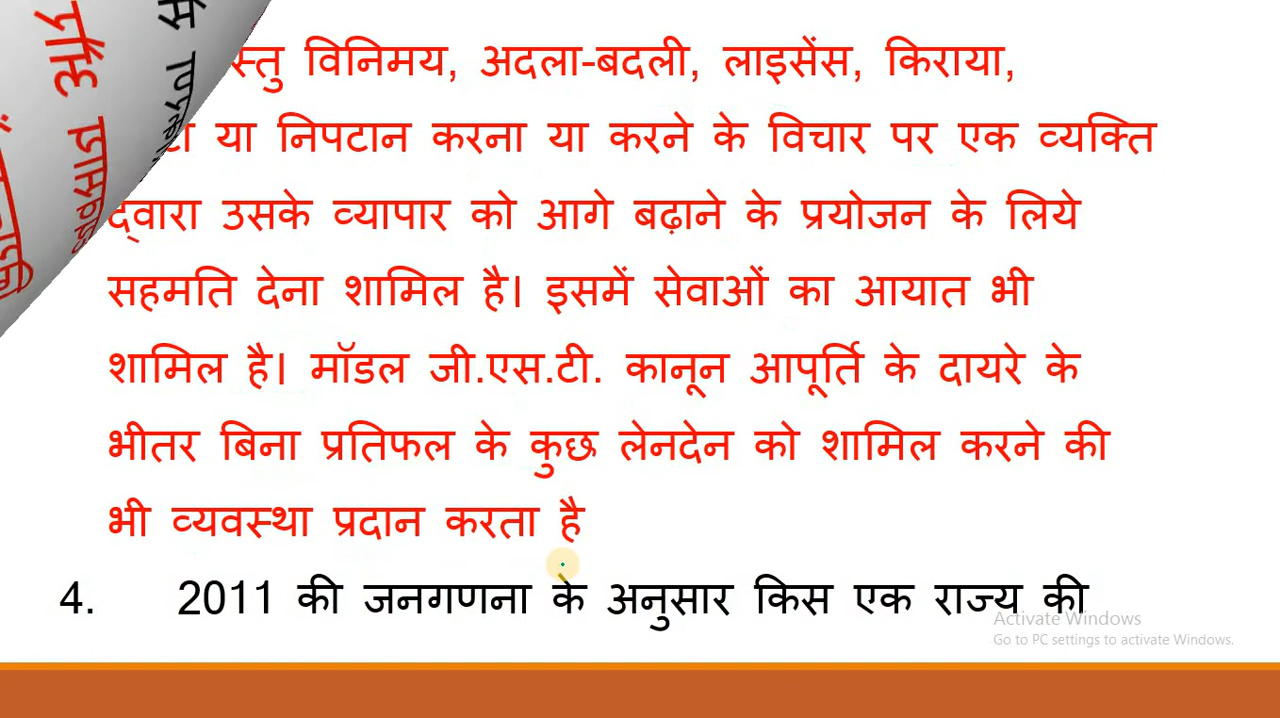 विनिमय, अदला-बदली, लाइसेंस, किराया,
या निपटान करना या करने के विचार पर एक व्यक्ति
द्वारा उसके व्यापार को आगे बढ़ाने के प्रयोजन के लिये
सहमति देना शामिल है। इसमें सेवाओं का आयात भी
शामिल है। मॉडल जी.एस.टी. कानून आपूर्ति के दायरे के
भीतर बिना प्रतिफल के कुछ लेनदेन को शामिल करने की
भी व्यवस्था प्रदान करता है
4. 2011 की जनगणना के अनुसार किस एक राज्य की
Activate Windows
Go to PC settings to activate Windows.